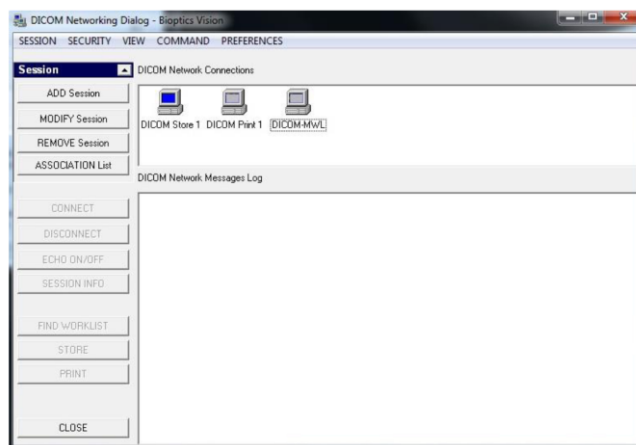 DICOM Networking Dialog - Bioptics Vision
SESSION SECURITY VIEW COMMAND PREFERENCES
Session
DICOM Network Connections
ADD Session
MODIFY Session
REMOVE Session
ASSOCIATION List
DICOM Store 1 DICOM Print 1 DICOM-MWL
DICOM Network Messages Log
CONNECT
DISCONNECT
ECHO ON/OFF
SESSION INFO
FIND WORKLIST
STORE
PRINT
CLOSE